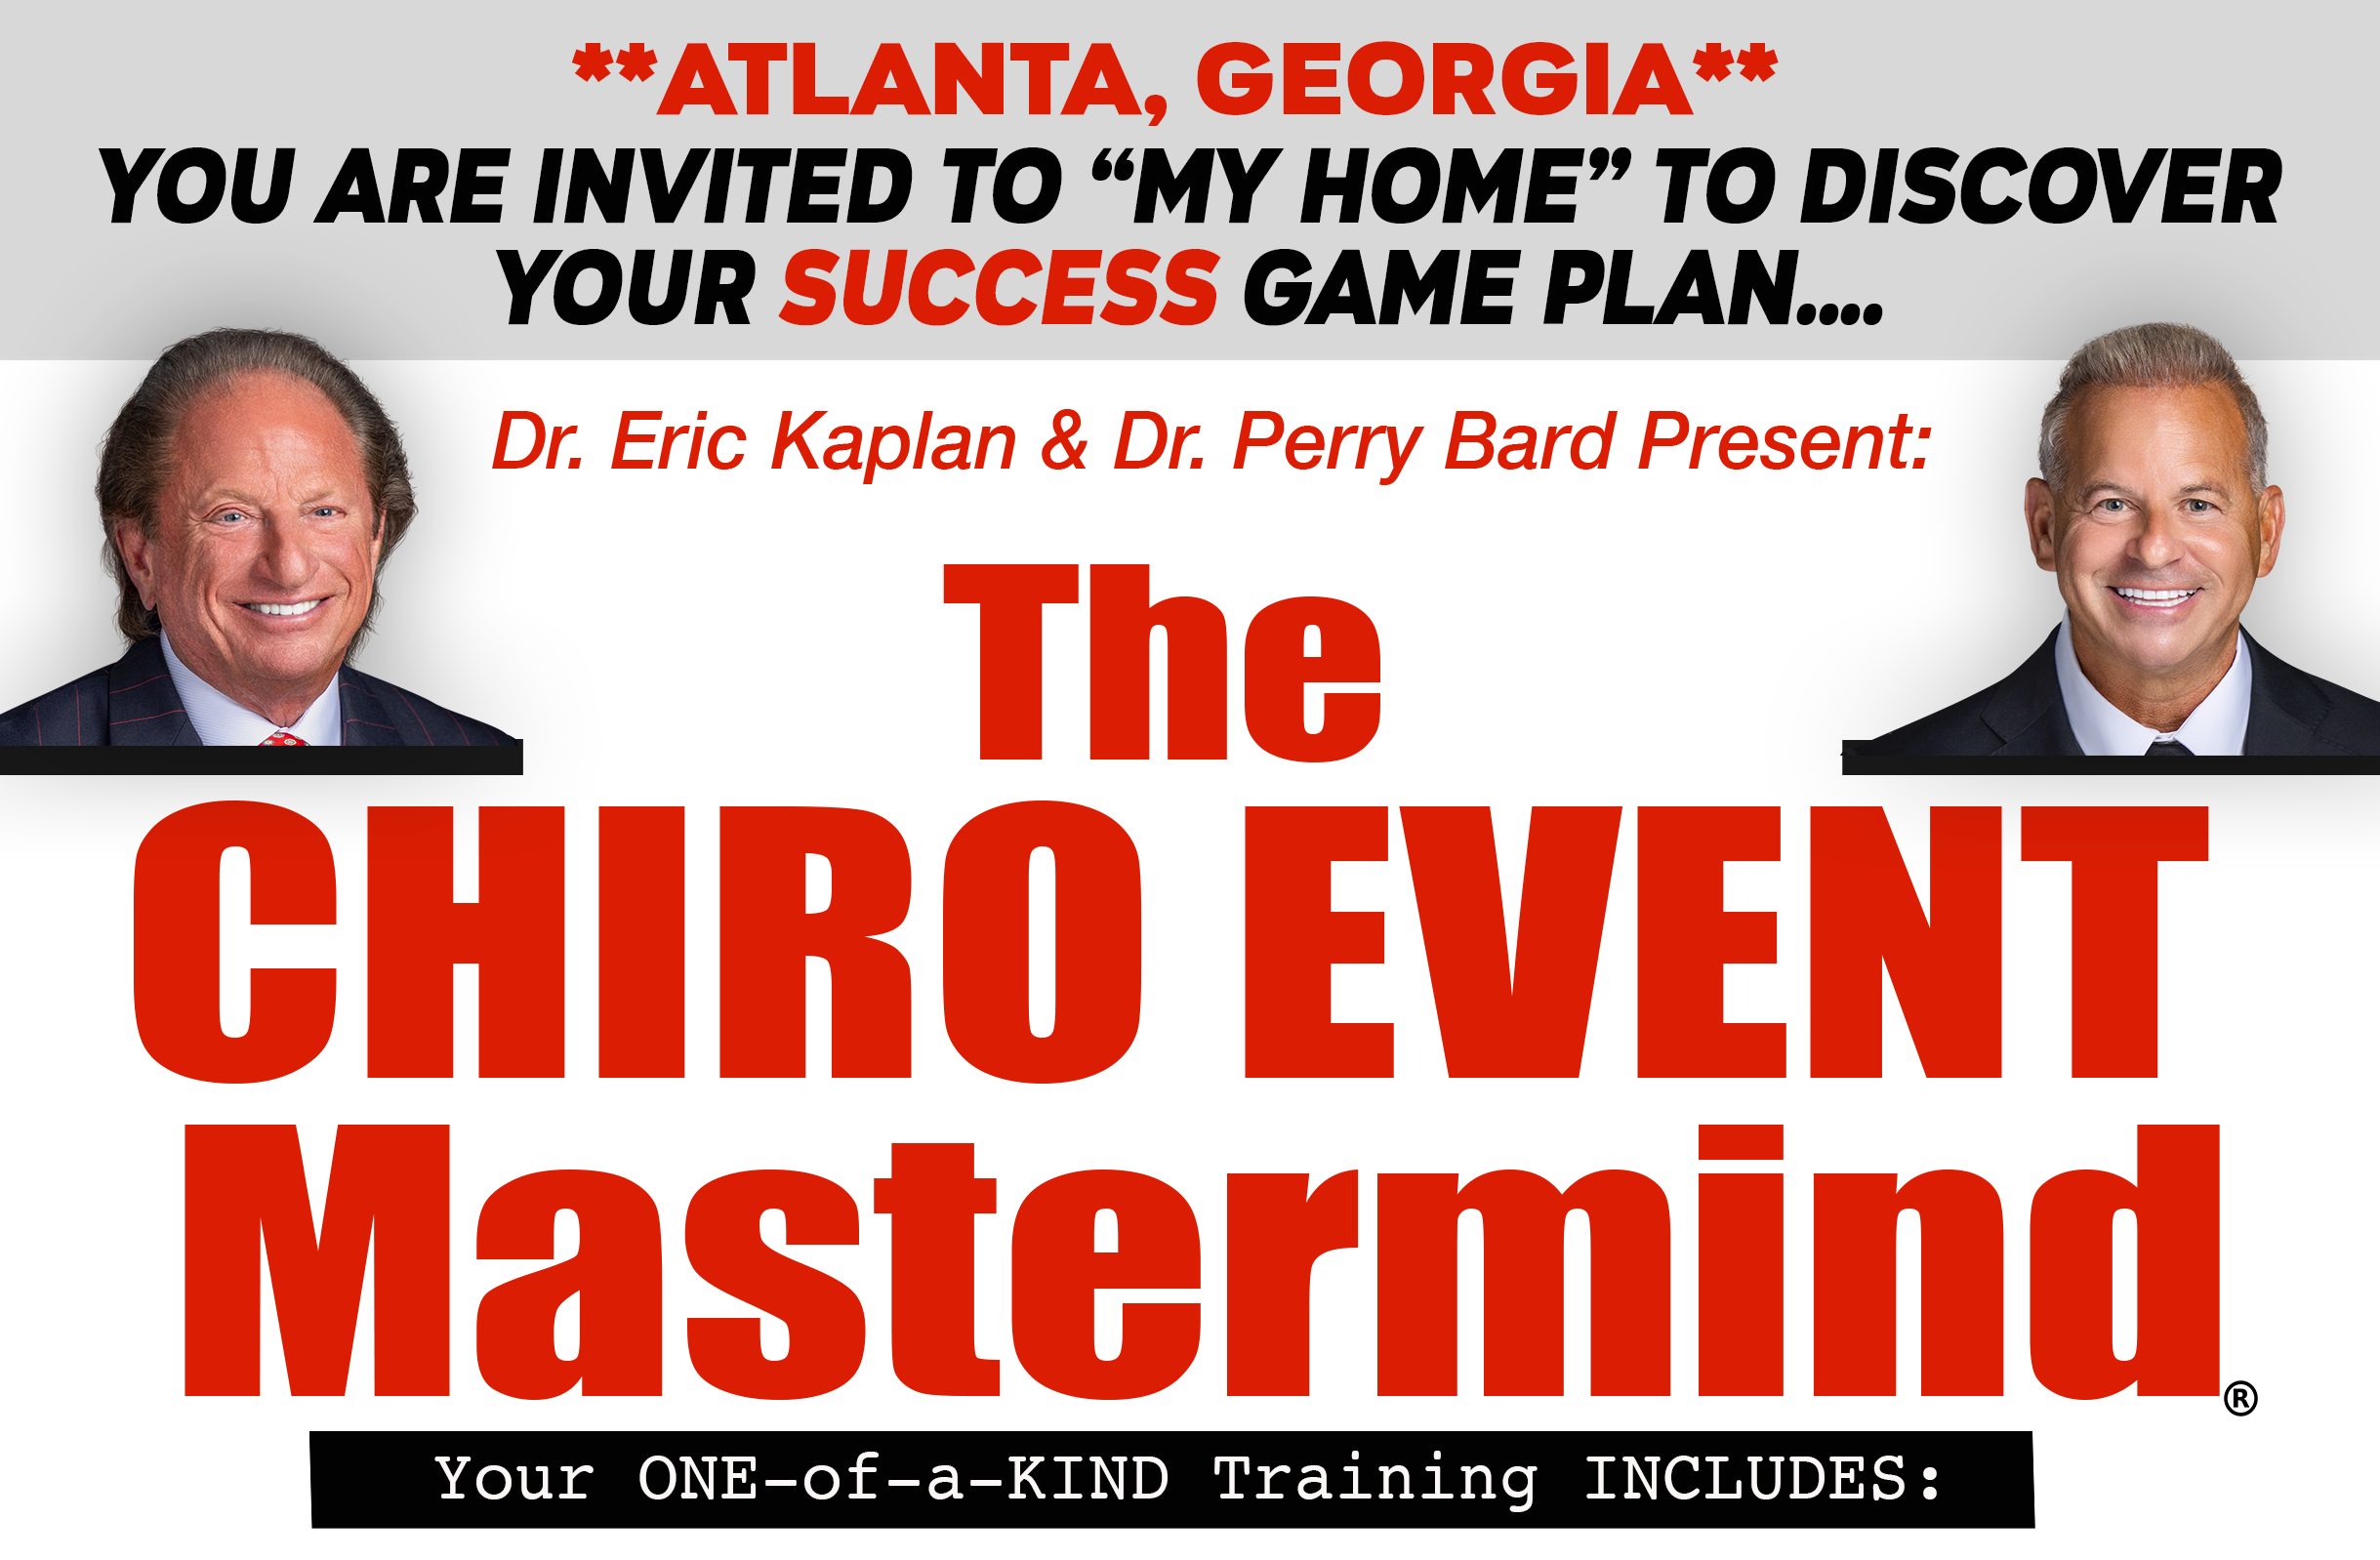 **ATLANTA, GEORGIA**
YOU ARE INVITED TO “MY HOME” TO DISCOVER
YOUR SUCCESS GAME PLAN....
Dr. Eric Kaplan & Dr. Perry Bard Present:
The
CHIRO EVENT
Mastermind®
Your ONE-of-a-KIND Training INCLUDES: